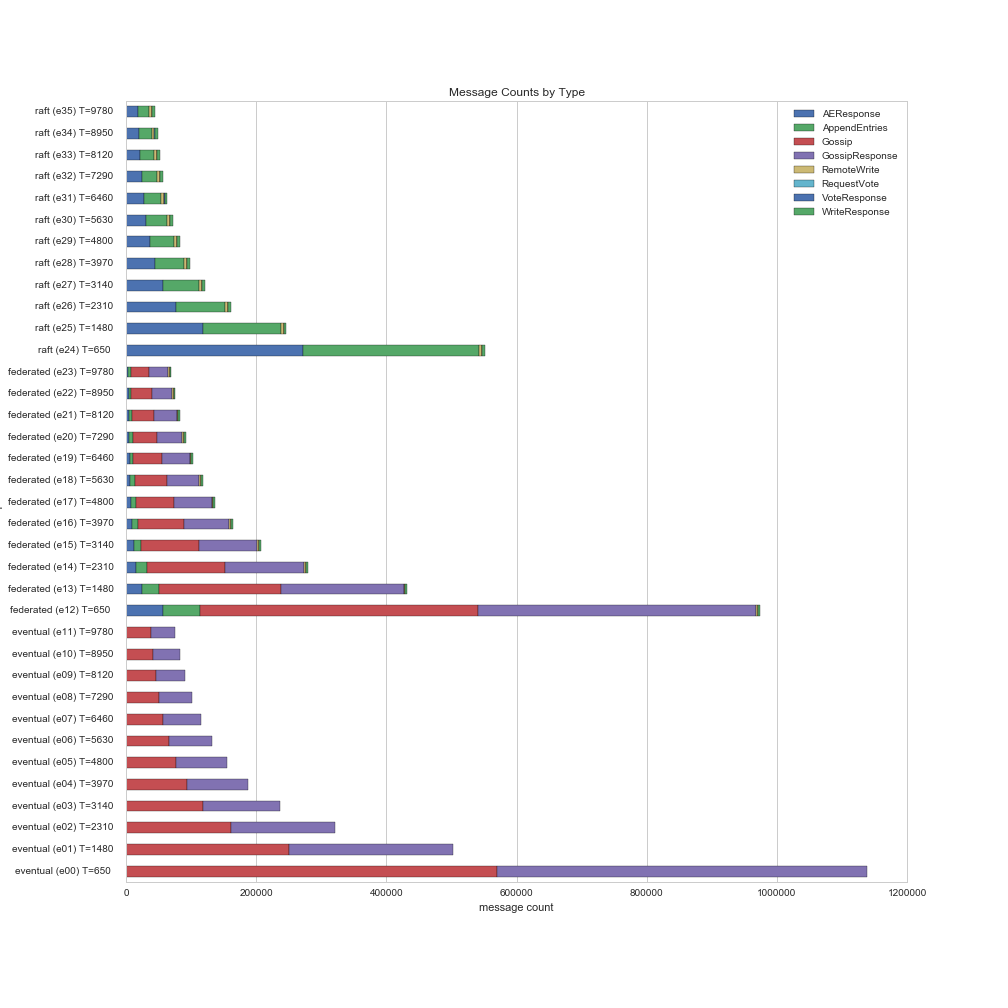 Message Counts by Type
raft (e35) T=9780
raft (e34) T=8950
raft (e33) T=8120
raft (e32) T=7290
raft (e31) T=6460
raft (e30) T=5630
raft (e29) T=4800
raft (e28) T=3970
raft (e27) T=3140
raft (e26) T=2310
raft (e25) T=1480
raft (e24) T=650
federated (e23) T=9780
federated (e22) T=8950
federated (e21) T=8120
federated (e20) T=7290
federated (e19) T=6460
federated (e18) T=5630
federated (e17) T=4800
federated (e16) T=3970
federated (e15) T=3140
federated (e14) T=2310
federated (e13) T=1480
federated (e12) T=650
eventual (e11) T=9780
eventual (e10) T=8950
eventual (e09) T=8120
eventual (e08) T=7290
eventual (e07) T=6460
eventual (e06) T=5630
eventual (e05) T=4800
eventual (e04) T=3970
eventual (e03) T=3140
eventual (e02) T=2310
eventual (e01) T=1480
eventual (e00) T=650
AEResponse
AppendEntries
Gossip
GossipResponse
RemoteWrite
RequestVote
VoteResponse
WriteResponse
0 200000 400000 600000 800000 1000000 1200000
message count